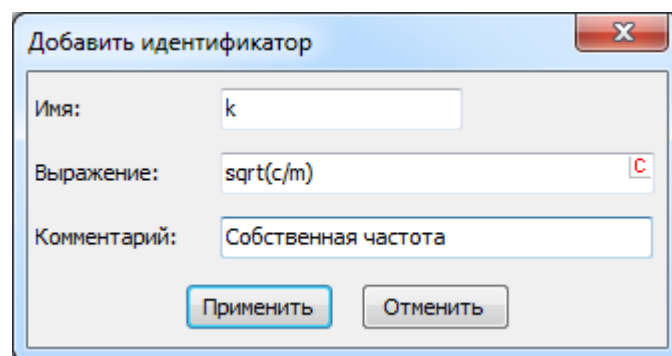 Добавить идентификатор
Имя: k
Выражение: sqrt(c/m) C
Комментарий: Собственная частота
Применить Отменить